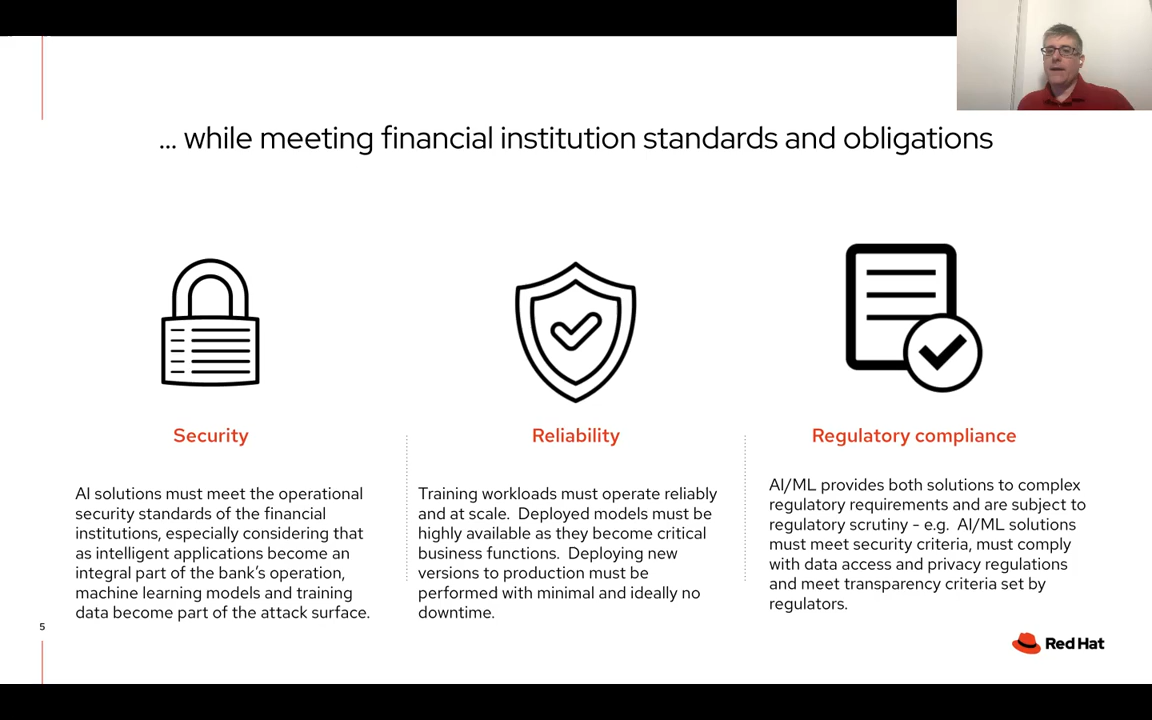 ... while meeting financial institution standards and obligations
Security
AI solutions must meet the operational
security standards of the financial
institutions, especially considering that
as intelligent applications become an
integral part of the bank's operation,
machine learning models and training
data become part of the attack surface.
Reliability
Training workloads must operate reliably
and at scale.  Deployed models must be
highly available as they become critical
business functions.  Deploying new
versions to production must be
performed with minimal and ideally no
downtime.
Regulatory compliance
AI/ML provides both solutions to complex
regulatory requirements and are subject to
regulatory scrutiny - e.g.  AI/ML solutions
must meet security criteria, must comply
with data access and privacy regulations
and meet transparency criteria set by
regulators.
5
Red Hat